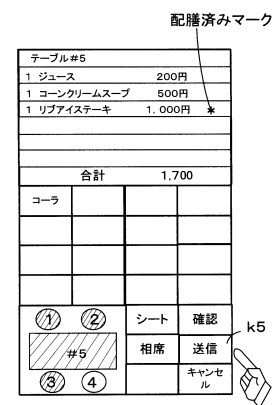 配膳済みマーク
テーブル#5
1 ジュース 200円
1 コーンクリームスープ 500円
1 リブアイステーキ 1,000円 *
合計 1,700
コーラ
1 2 シート 確認
#5 相席 送信 k5
3 4 キャンセ
ル